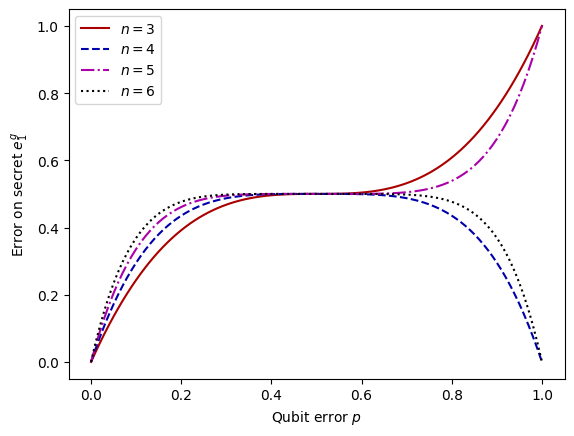 1.0
0.8
0.6
0.4
0.2
0.0
Error on secret e₁ᵍ
n = 3
n = 4
n = 5
n = 6
0.0 0.2 0.4 0.6 0.8 1.0
Qubit error p